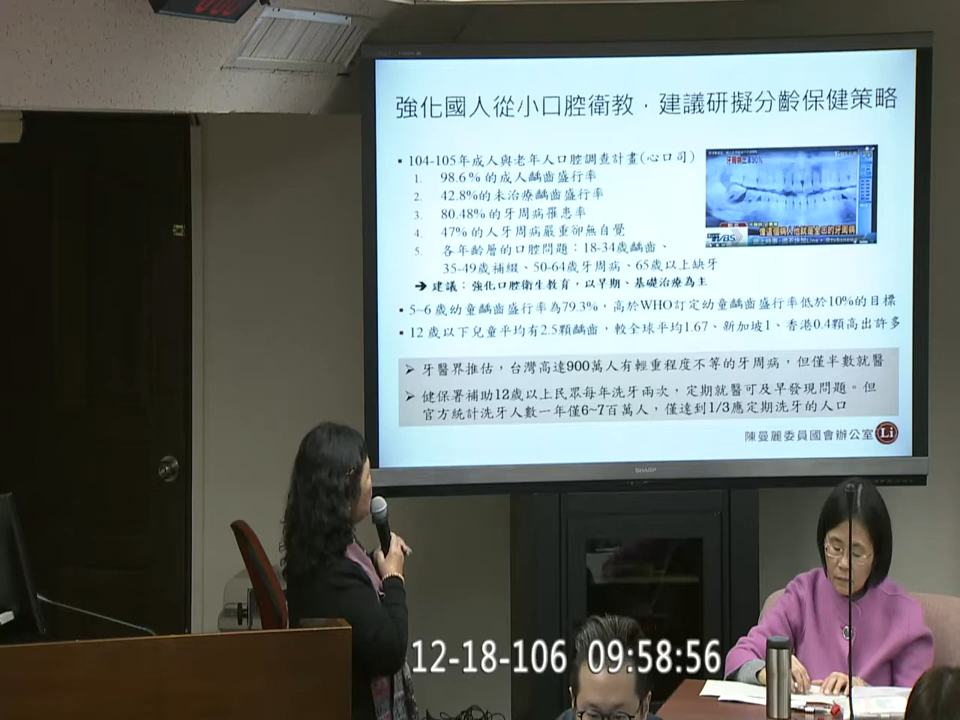 強化國人從小口腔衛教，建議研擬分齡保健策略
▪ 104-105年成人與老年人口腔調查計畫(心口司)
1. 98.6%的成人齲齒盛行率
2. 42.8%的未治療齲齒盛行率
3. 80.48%的牙周病罹患率
4. 47%的人牙周病嚴重卻無自覺
5. 各年齡層的口腔問題：18-34歲齲齒、
35-49歲補綴、50-64歲牙周病、65歲以上缺牙
➔ 建議：強化口腔衛生教育，以早期、基礎治療為主
▪ 5~6歲幼童齲齒率為79.3%，高於WHO訂定幼童齲齒盛行率低於10%的目標
▪ 12歲以下兒童平均有2.5顆齲齒，較全球平均1.67、新加坡1、香港0.4顆高出許多
➢ 牙醫界推估，台灣高達900萬人有輕重程度不等的牙周病，但僅半數就醫
➢ 健保署補助12歲以上民眾每年洗牙兩次，定期就醫可及早發現問題。但
官方統計洗牙人數一年僅6~7百萬人，僅達到1/3應定期洗牙的人口
陳曼麗委員國會辦公室 Li
TVBS
像這個病人他就是全口的牙周病
SHARP
12-18-106 09:58:56